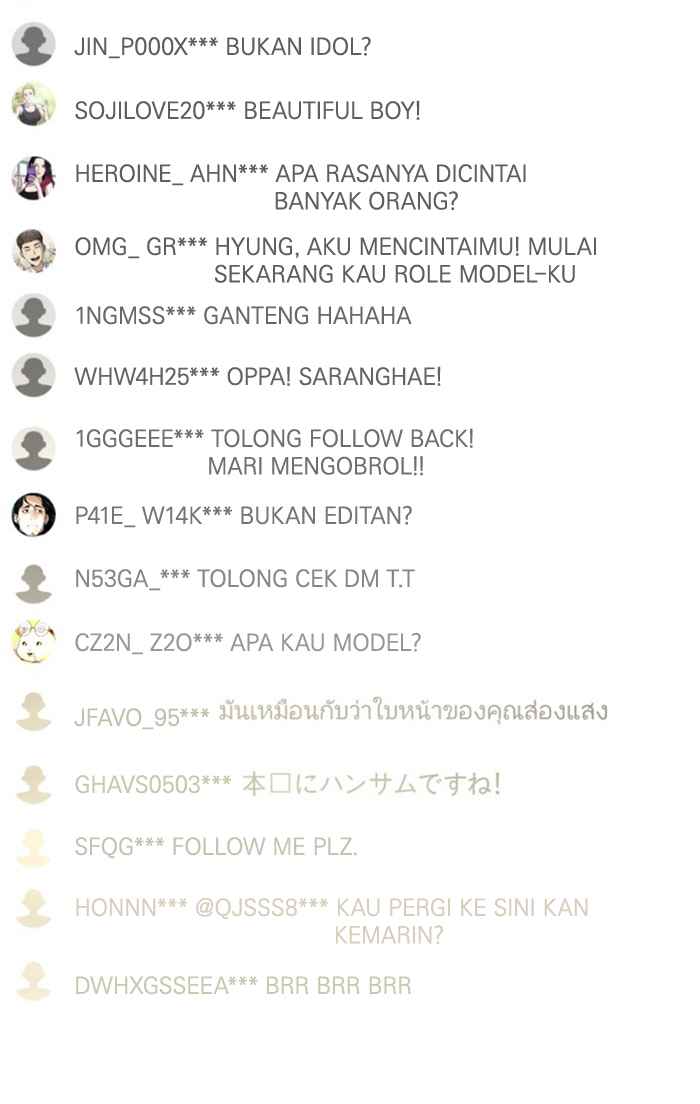 JIN_P000X*** BUKAN IDOL?
SOJILOVE20*** BEAUTIFUL BOY!
HEROINE_ AHN*** APA RASANYA DICINTAI
BANYAK ORANG?
OMG_ GR*** HYUNG, AKU MENCINTAIMU! MULAI
SEKARANG KAU ROLE MODEL-KU
1NGMSS*** GANTENG HAHAHA
WHW4H25*** OPPA! SARANGHAE!
1GGGEEE*** TOLONG FOLLOW BACK!
MARI MENGOBROL!!
P41E_ W14K*** BUKAN EDITAN?
N53GA_*** TOLONG CEK DM T.T
CZ2N_ Z2O*** APA KAU MODEL?
JFAVO_95*** มันเหมือนกับว่าใบหน้าของคุณส่องแสง
GHAVS0503*** 本□にハンサムですね!
SFQG*** FOLLOW ME PLZ.
HONNN*** @QJSSS8*** KAU PERGI KE SINI KAN
KEMARIN?
DWHXGSSEEA*** BRR BRR BRR